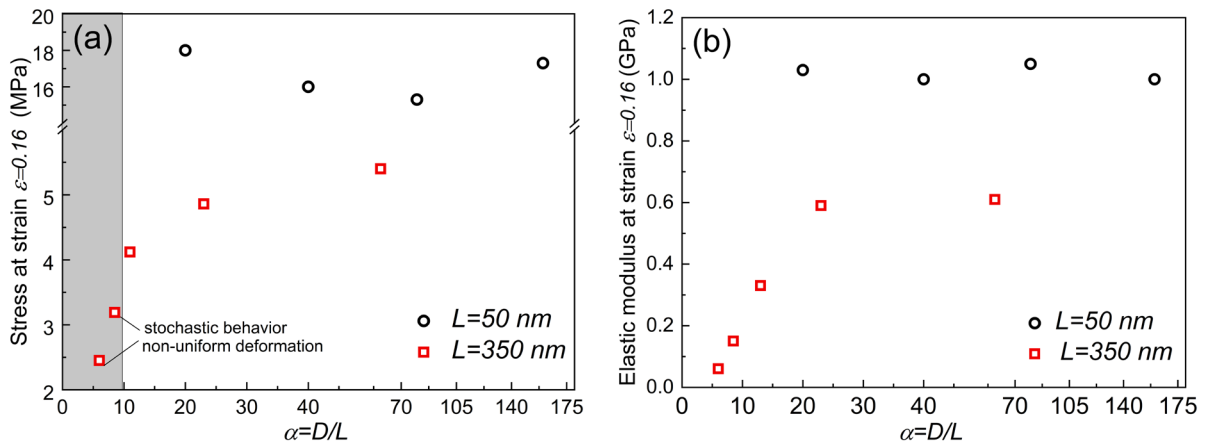 (a)
Stress at strain ε=0.16 (MPa)
20
18
16
5
4
3
2
stochastic behavior
non-uniform deformation
L=50 nm
L=350 nm
0 10 20 40 70 105 140 175
α=D/L
(b)
Elastic modulus at strain ε=0.16 (GPa)
1.2
1.0
0.8
0.6
0.4
0.2
0.0
L=50 nm
L=350 nm
0 10 20 40 70 105 140 175
α=D/L